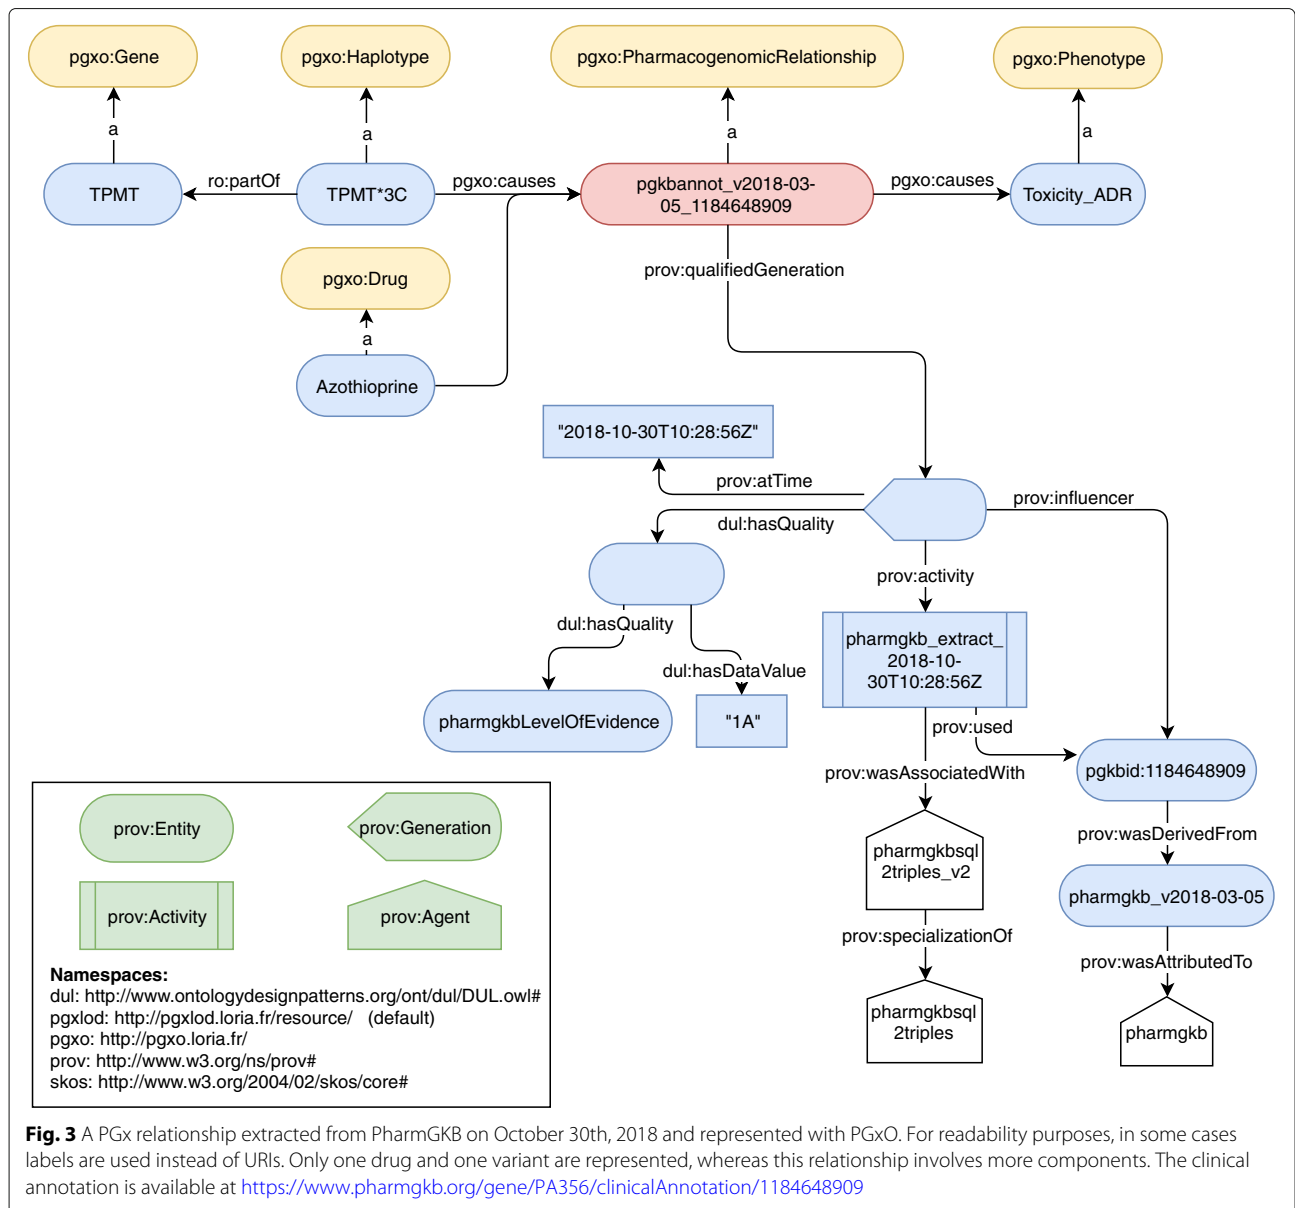 pgxo:Gene
pgxo:Haplotype
pgxo:PharmacogenomicRelationship
pgxo:Phenotype
a
a
a
a
TPMT
ro:partOf
TPMT*3C
pgxo:causes
pgkbannot_v2018-03-
05_1184648909
pgxo:causes
Toxicity_ADR
pgxo:Drug
a
Azothioprine
prov:qualifiedGeneration
"2018-10-30T10:28:56Z"
prov:atTime
dul:hasQuality
prov:influencer
prov:activity
dul:hasQuality
dul:hasDataValue
pharmgkbLevelOfEvidence
"1A"
pharmgkb_extract_
2018-10-
30T10:28:56Z
prov:used
prov:wasAssociatedWith
pgkbid:1184648909
prov:wasDerivedFrom
pharmgkbsql
2triples_v2
pharmgkb_v2018-03-05
prov:specializationOf
prov:wasAttributedTo
pharmgkbsql
2triples
pharmgkb
prov:Entity
prov:Generation
prov:Activity
prov:Agent
Namespaces:
dul: http://www.ontologydesignpatterns.org/ont/dul/DUL.owl#
pgxlod: http://pgxlod.loria.fr/resource/ (default)
pgxo: http://pgxo.loria.fr/
prov: http://www.w3.org/ns/prov#
skos: http://www.w3.org/2004/02/skos/core#
Fig. 3 A PGx relationship extracted from PharmGKB on October 30th, 2018 and represented with PGxO. For readability purposes, in some cases
labels are used instead of URIs. Only one drug and one variant are represented, whereas this relationship involves more components. The clinical
annotation is available at https://www.pharmgkb.org/gene/PA356/clinicalAnnotation/1184648909